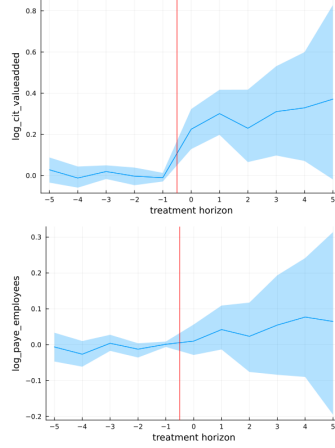 log_cit_valueadded
0.8
0.6
0.4
0.2
0.0
−5 −4 −3 −2 −1 0 1 2 3 4 5
treatment horizon
log_paye_employees
0.3
0.2
0.1
0.0
−0.1
−0.2
−5 −4 −3 −2 −1 0 1 2 3 4 5
treatment horizon